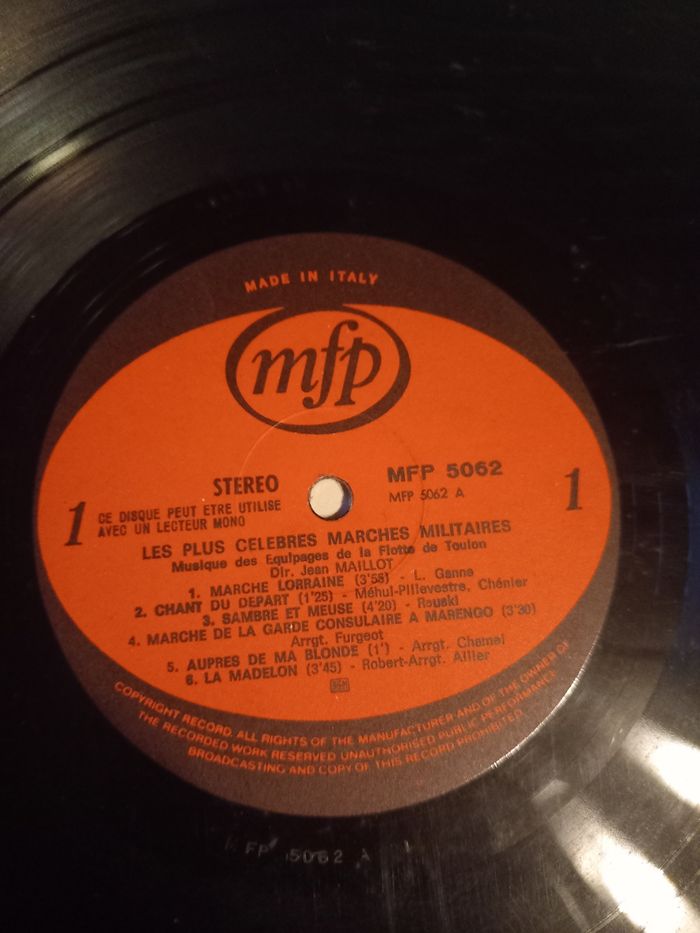 MADE IN ITALY
mfp
STEREO
MFP 5062
MFP 5062 A
1
1
CE DISQUE PEUT ETRE UTILISE
AVEC UN LECTEUR MONO
LES PLUS CELEBRES MARCHES MILITAIRES
Musique des Equipages de la Flotte de Toulon
Dir. Jean MAILLOT
1. MARCHE LORRAINE (3'58) - L. Ganne
2. CHANT DU DEPART (1'25) - Méhul-Pillevestre, Chénier
3. SAMBRE ET MEUSE (4'20) - Rauski
4. MARCHE DE LA GARDE CONSULAIRE A MARENGO (3'30)
Arrgt. Furgeot
5. AUPRES DE MA BLONDE (1') - Arrgt. Chamel
6. LA MADELON (3'45) - Robert-Arrgt. Allier
COPYRIGHT RECORD. ALL RIGHTS OF THE MANUFACTURER AND OF THE OWNER OF
THE RECORDED WORK RESERVED UNAUTHORISED PUBLIC PERFORMANCE
BROADCASTING AND COPY OF THIS RECORD PROHIBITED
MFP 5062 A